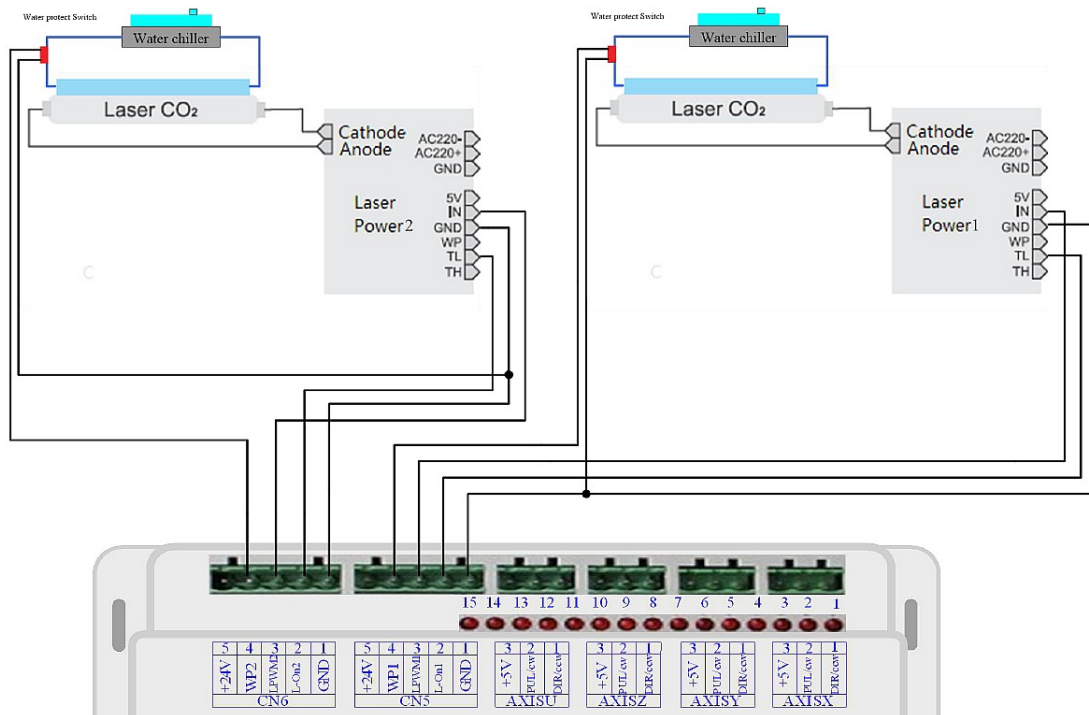 Water protect Switch
Water chiller
Laser CO₂
Cathode
Anode
AC220-
AC220+
GND
Laser
Power2
5V
IN
GND
WP
TL
TH
C
Water protect Switch
Water chiller
Laser CO₂
Cathode
Anode
AC220-
AC220+
GND
Laser
Power1
5V
IN
GND
WP
TL
TH
C
15 14 13 12 11 10 9 8 7 6 5 4 3 2 1
5 4 3 2 1
+24V WP2 LPWM2 L-On2 GND
CN6
5 4 3 2 1
+24V WP1 LPWM1 L-On1 GND
CN5
3 2 1
+5V PUL/cw DIR/ccw
AXISU
3 2 1
+5V PUL/cw DIR/ccw
AXISZ
3 2 1
+5V PUL/cw DIR/ccw
AXISY
3 2 1
+5V PUL/cw DIR/ccw
AXISX